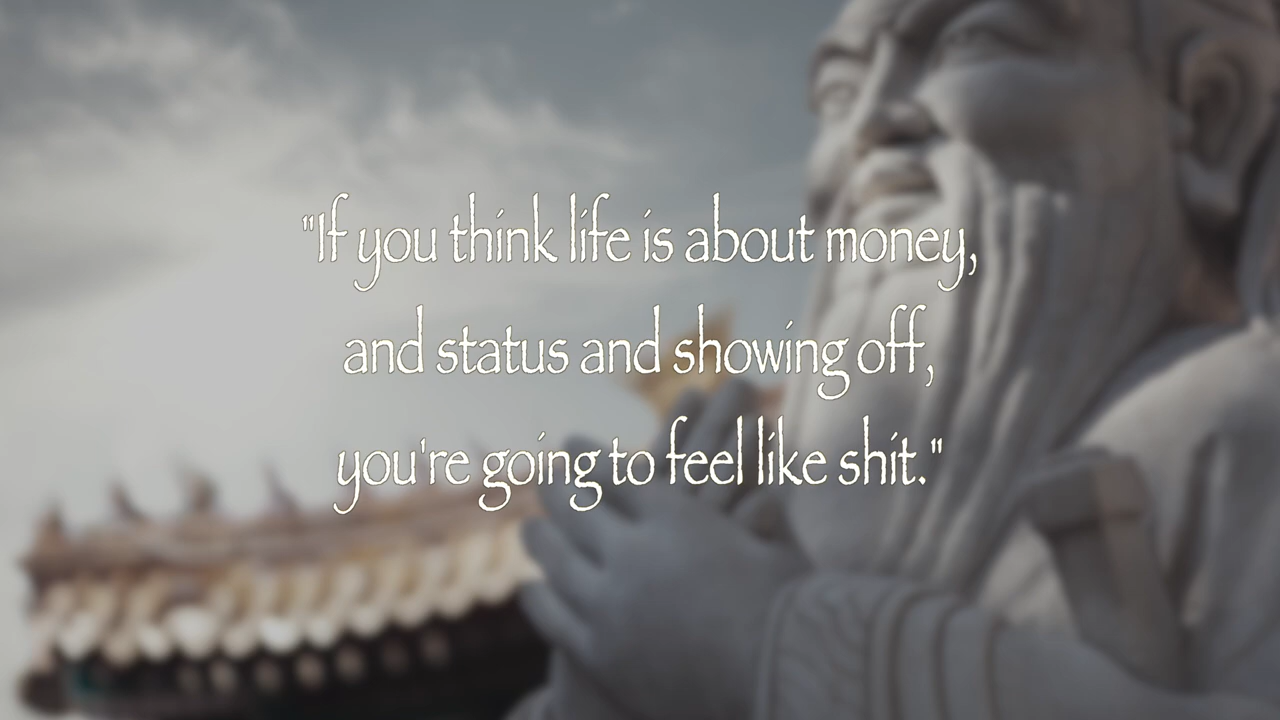 "If you think life is about money,
and status and showing off,
you're going to feel like shit."